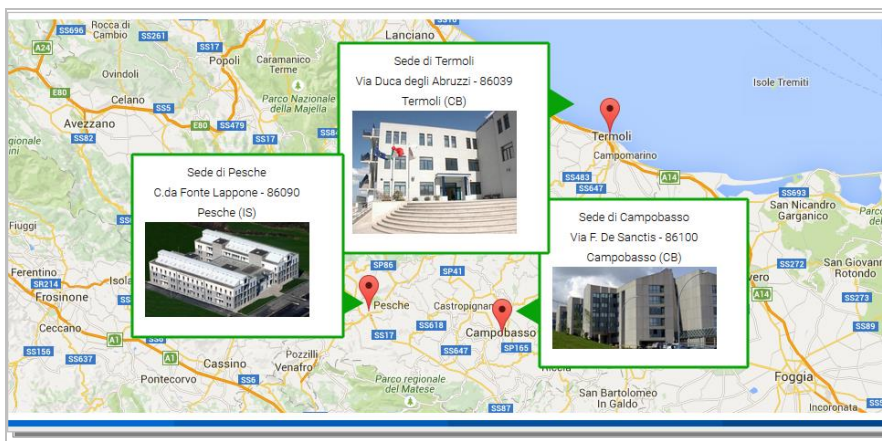 Sede di Termoli
Via Duca degli Abruzzi - 86039
Termoli (CB)
Sede di Pesche
C.da Fonte Lappone - 86090
Pesche (IS)
Sede di Campobasso
Via F. De Sanctis - 86100
Campobasso (CB)
Rocca di
Cambio
SS696
SS261
SS17
A24
Popoli
Caramanico
Terme
Lanciano
Ovindoli
Celano
E80
SS5
Parco Nazionale
della Majella
Avezzano
SS82
E80
SS479
SS17
Isole Tremiti
Termoli
Campomarino
SS483
SS647
A14
SS693
San Nicandro
Garganico
Fiuggi
Ferentino
SR214
Frosinone
Ceccano
A1
SS156
SS637
Pontecorvo
Cassino
SS6
A1
Pozzilli
Venafro
SP86
SP41
Pesche
SS17
SS618
SS647
Campobasso
SP165
Parco regionale
del Matese
SS87
San Bartolomeo
In Galdo
SS272
San Giovanni
Rotondo
SS273
A14
SS89
Foggia
Incoronata